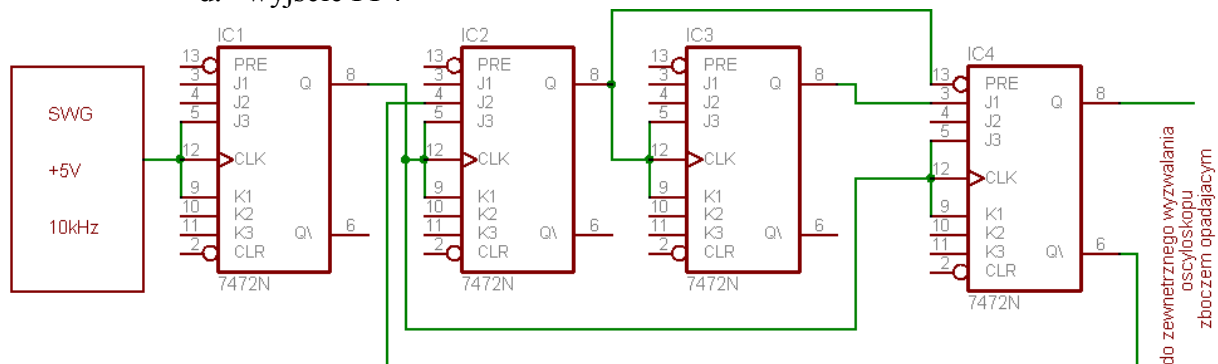 d. wyjście
IC1
IC2
IC3
IC4
SWG
+5V
10kHz
13 PRE
3 J1 Q 8
4 J2
5 J3
12 CLK
9 K1
10 K2
11 K3 Q\ 6
2 CLR
7472N
13 PRE
3 J1 Q 8
4 J2
5 J3
12 CLK
9 K1
10 K2
11 K3 Q\ 6
2 CLR
7472N
13 PRE
3 J1 Q 8
4 J2
5 J3
12 CLK
9 K1
10 K2
11 K3 Q\ 6
2 CLR
7472N
13 PRE
3 J1 Q 8
4 J2
5 J3
12 CLK
9 K1
10 K2
11 K3 Q\ 6
2 CLR
7472N
do zewnetrznego wyzwalania
oscyloskopu
zboczem opadajacym